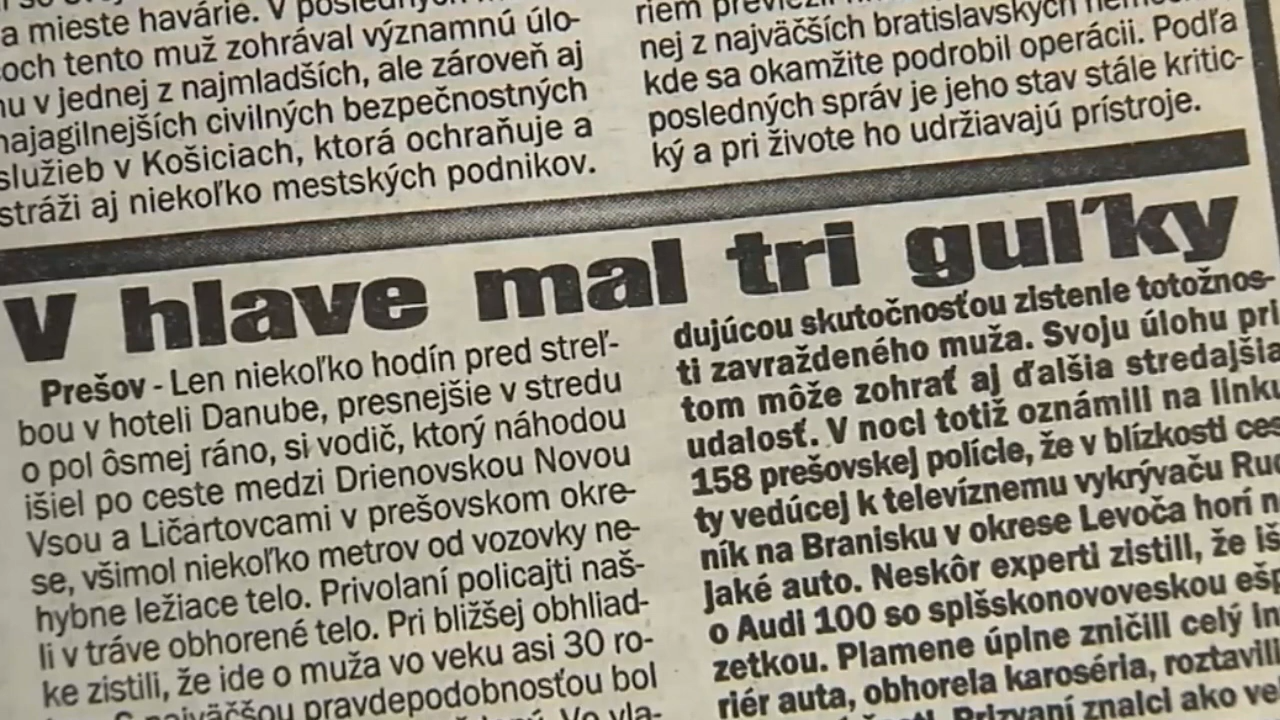 a mieste havárie. V posledných
och tento muž zohrával významnú úlo-
v jednej z najmladších, ale zároveň aj
najagilnejších civilných bezpečnostných
služieb v Košiciach, ktorá ochraňuje a
stráži aj niekoľko mestských podnikov.
riem previezli
nej z najväčších bratislavských
kde sa okamžite podrobil operácii. Podľa
posledných správ je jeho stav stále kritic-
ký a pri živote ho udržiavajú prístroje.
V hlave mal tri guľky
Prešov - Len niekoľko hodín pred streľ-
bou v hoteli Danube, presnejšie v stredu
o pol ôsmej ráno, si vodič, ktorý náhodou
išiel po ceste medzi Drienovskou Novou
Vsou a Ličartovcami v prešovskom okre-
se, všimol niekoľko metrov od vozovky ne-
hybne ležiace telo. Privolaní policajti naš-
li v tráve obhorené telo. Pri bližšej obhliad-
ke zistili, že ide o muža vo veku asi 30 ro-
najväčšou pravdepodobnosťou bol
Vo vla-
dujúcou skutočnosťou zistenie totožnos-
ti zavraždeného muža. Svoju úlohu pri
tom môže zohrať aj ďalšia stredajšia
udalosť. V noci totiž oznámili na linku
158 prešovskej polície, že v blízkosti ces-
ty vedúcej k televíznemu vykrývaču Rud-
ník na Branisku v okrese Levoča horí ne-
jaké auto. Neskôr experti zistili, že iš
o Audi 100 so spišskonovoveskou ešp
zetkou. Plamene úplne zničili celý in
riér auta, obhorela karoséria, roztavili
Prizvaní znalci ako ve